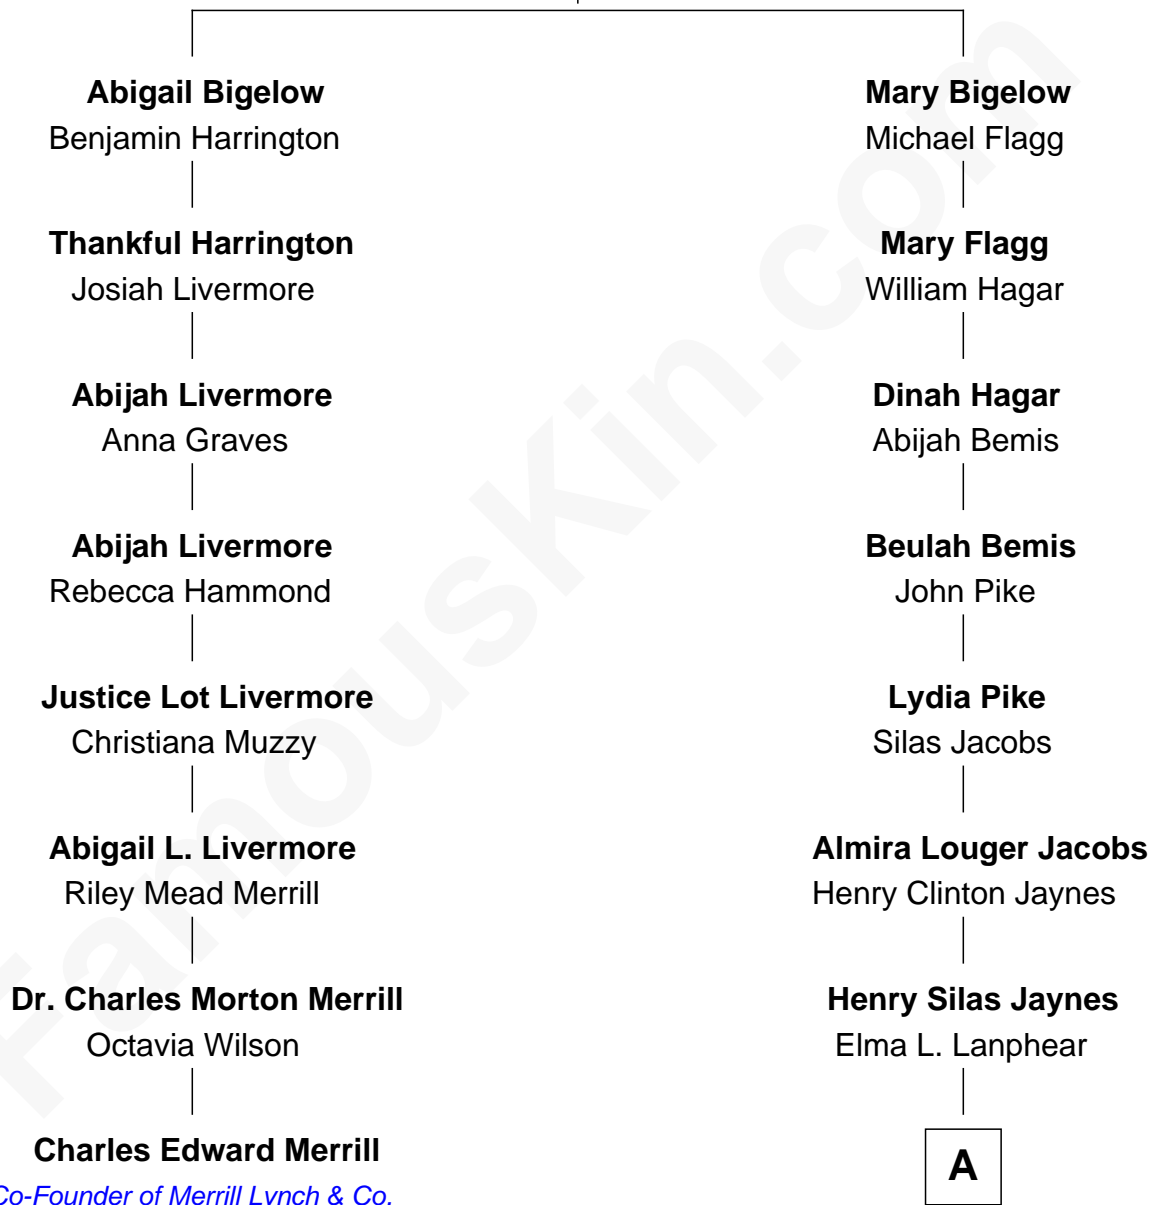 Abigail Bigelow
Benjamin Harrington
Mary Bigelow
Michael Flagg
Thankful Harrington
Josiah Livermore
Mary Flagg
William Hagar
Abijah Livermore
Anna Graves
Dinah Hagar
Abijah Bemis
Abijah Livermore
Rebecca Hammond
Beulah Bemis
John Pike
Justice Lot Livermore
Christiana Muzzy
Lydia Pike
Silas Jacobs
Abigail L. Livermore
Riley Mead Merrill
Almira Louger Jacobs
Henry Clinton Jaynes
Dr. Charles Morton Merrill
Octavia Wilson
Henry Silas Jaynes
Elma L. Lanphear
Charles Edward Merrill
Co-Founder of Merrill Lynch & Co.
A
FamousKin.com